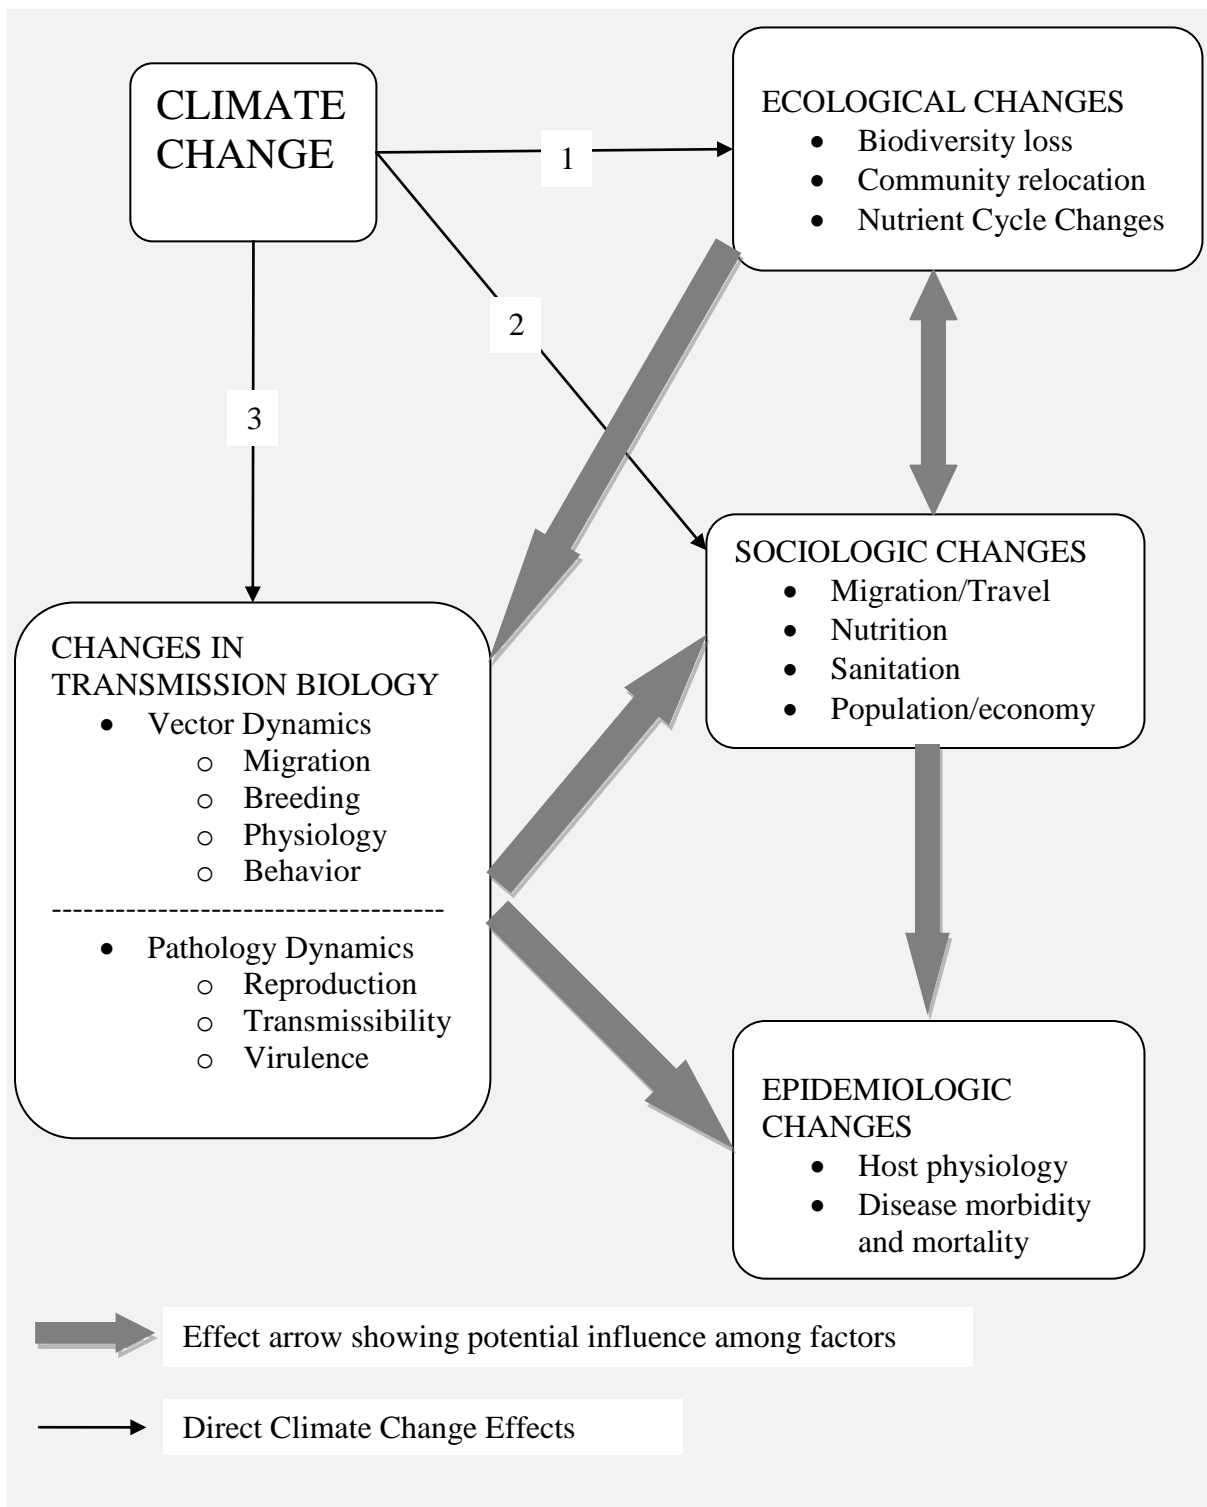 CLIMATE
CHANGE
1
2
3
ECOLOGICAL CHANGES
• Biodiversity loss
• Community relocation
• Nutrient Cycle Changes
SOCIOLOGIC CHANGES
• Migration/Travel
• Nutrition
• Sanitation
• Population/economy
CHANGES IN
TRANSMISSION BIOLOGY
• Vector Dynamics
o Migration
o Breeding
o Physiology
o Behavior
-------------------------------------
• Pathology Dynamics
o Reproduction
o Transmissibility
o Virulence
EPIDEMIOLOGIC
CHANGES
• Host physiology
• Disease morbidity
and mortality
Effect arrow showing potential influence among factors
Direct Climate Change Effects